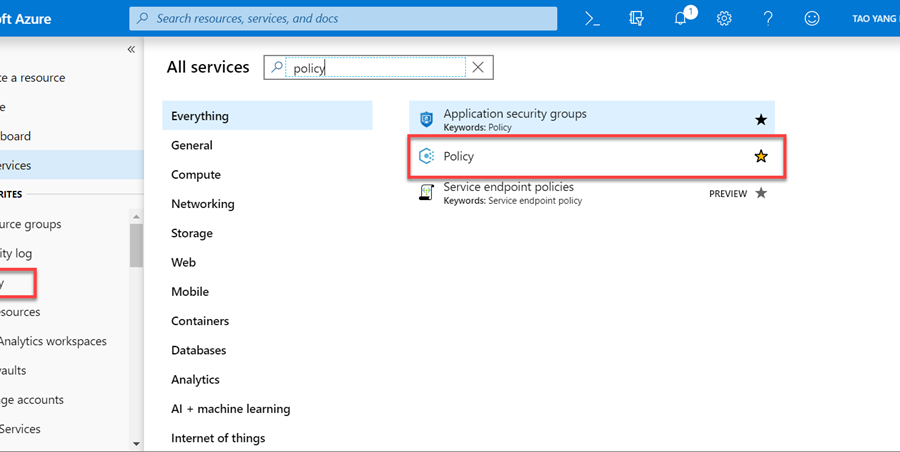 ft Azure
Search resources, services, and docs
1
TAO YANG
te a resource
e
board
ervices
RITES
urce groups
ity log
y
esources
Analytics workspaces
vaults
ge accounts
Services
All services
policy
Everything
General
Compute
Networking
Storage
Web
Mobile
Containers
Databases
Analytics
AI + machine learning
Internet of things
Application security groups
Keywords: Policy
Policy
Service endpoint policies
Keywords: Service endpoint policy
PREVIEW